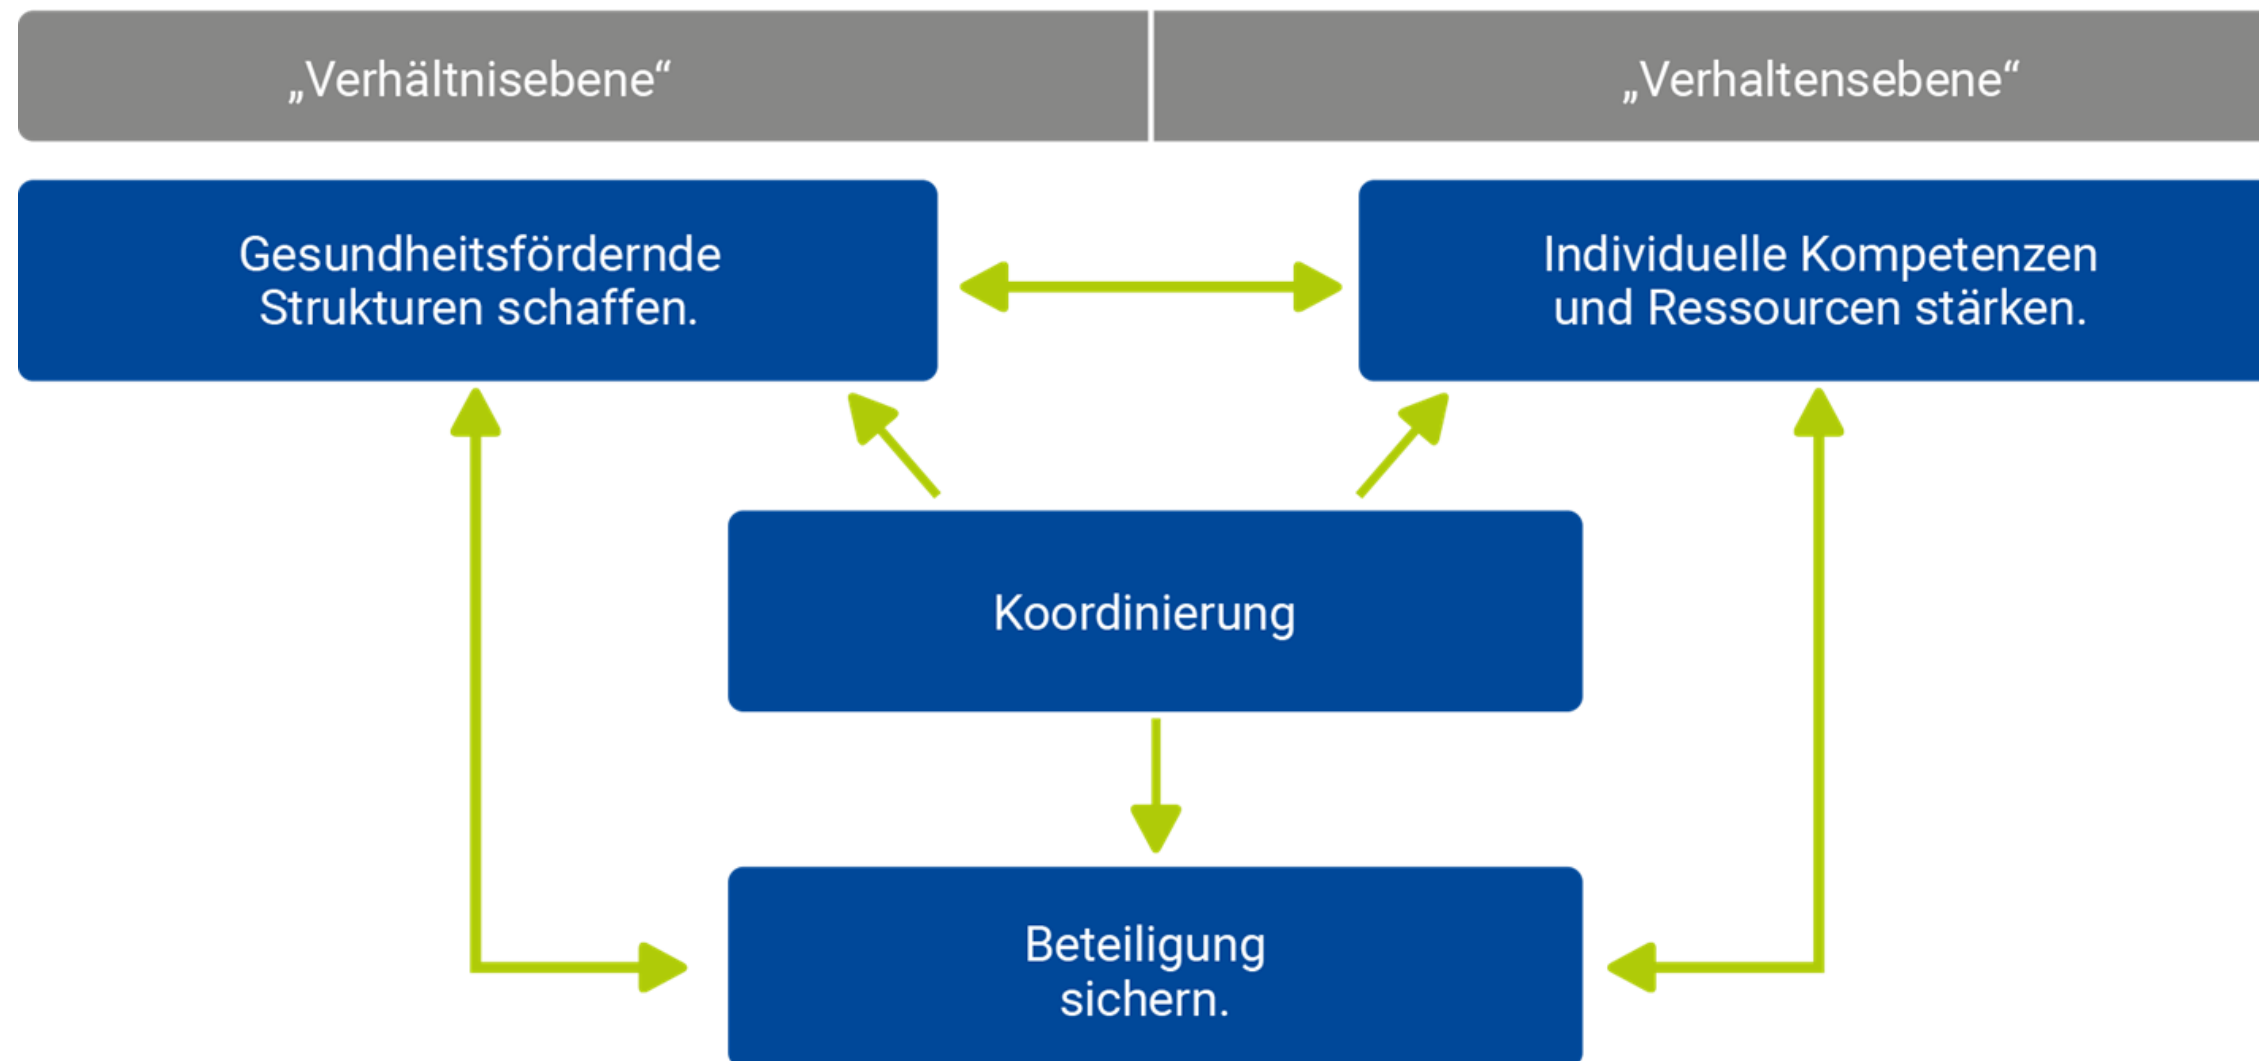 „Verhältnisebene“
„Verhaltensebene“
Gesundheitsfördernde
Strukturen schaffen.
Individuelle Kompetenzen
und Ressourcen stärken.
Koordinierung
Beteiligung
sichern.